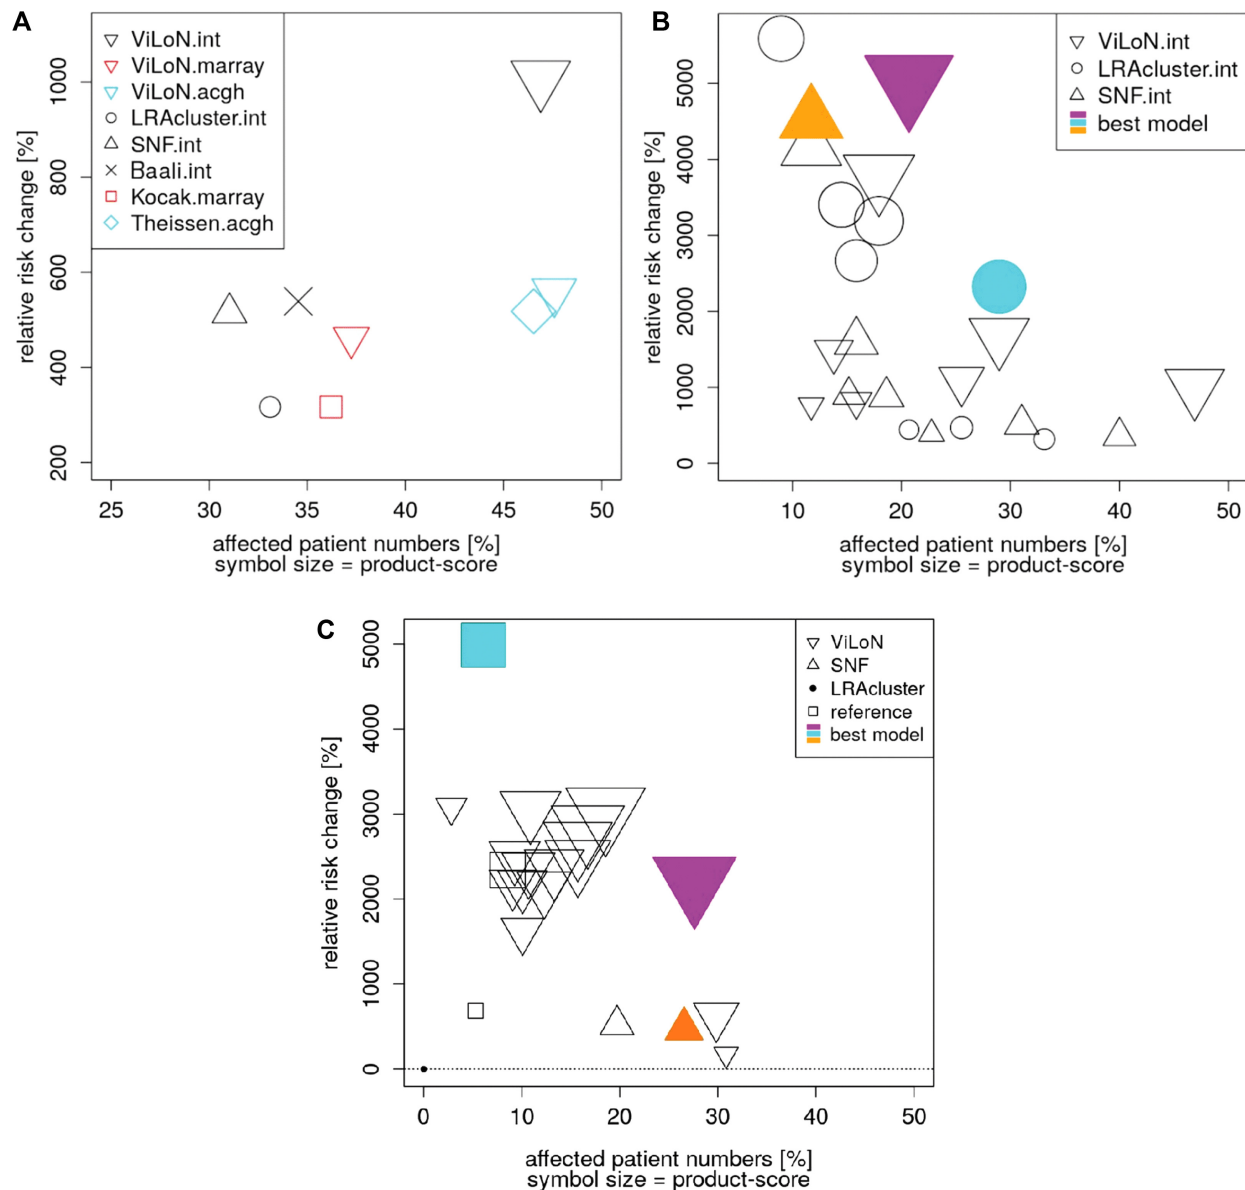 A
ViLoN.int
ViLoN.marray
ViLoN.acgh
LRAcluster.int
SNF.int
Baali.int
Kocak.marray
Theissen.acgh
relative risk change [%]
1000
800
600
400
200
25 30 35 40 45 50
affected patient numbers [%]
symbol size = product-score
B
ViLoN.int
LRAcluster.int
SNF.int
best model
relative risk change [%]
5000
4000
3000
2000
1000
0
10 20 30 40 50
affected patient numbers [%]
symbol size = product-score
C
ViLoN
SNF
LRAcluster
reference
best model
relative risk change [%]
5000
4000
3000
2000
1000
0
0 10 20 30 40 50
affected patient numbers [%]
symbol size = product-score